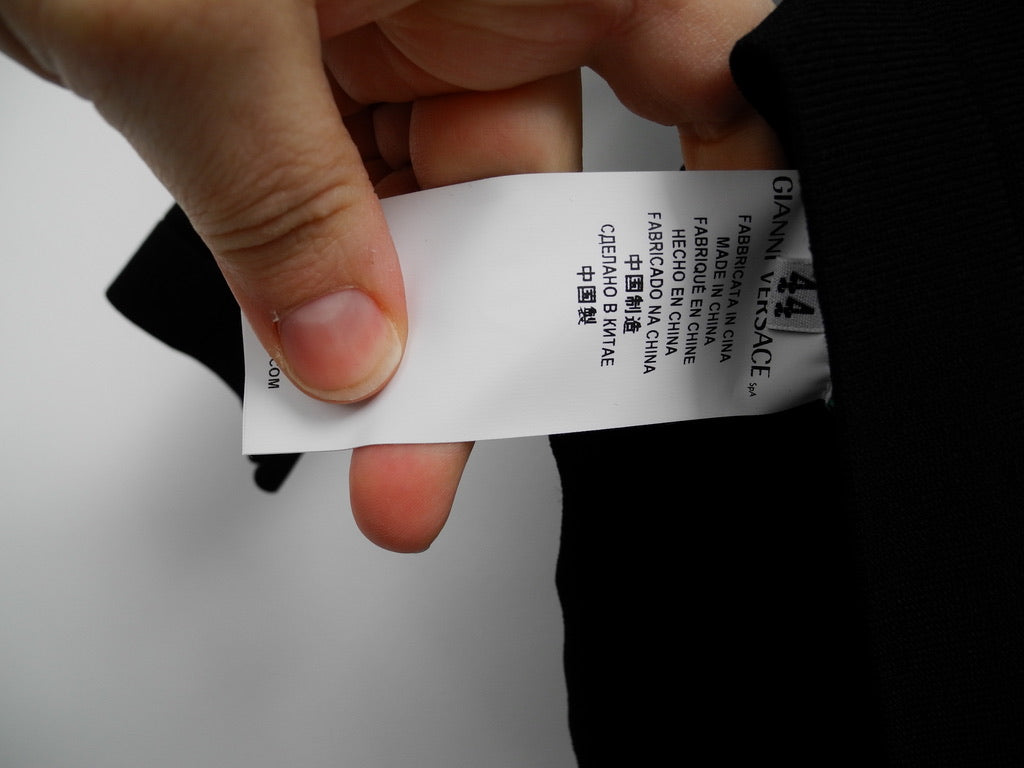 GIANNI VERSACE SpA
44
FABBRICATA IN CINA
MADE IN CHINA
FABRIQUÉ EN CHINE
HECHO EN CHINA
FABRICADO NA CHINA
中国制造
СДЕЛАНО В КИТАЕ
中国製
COM